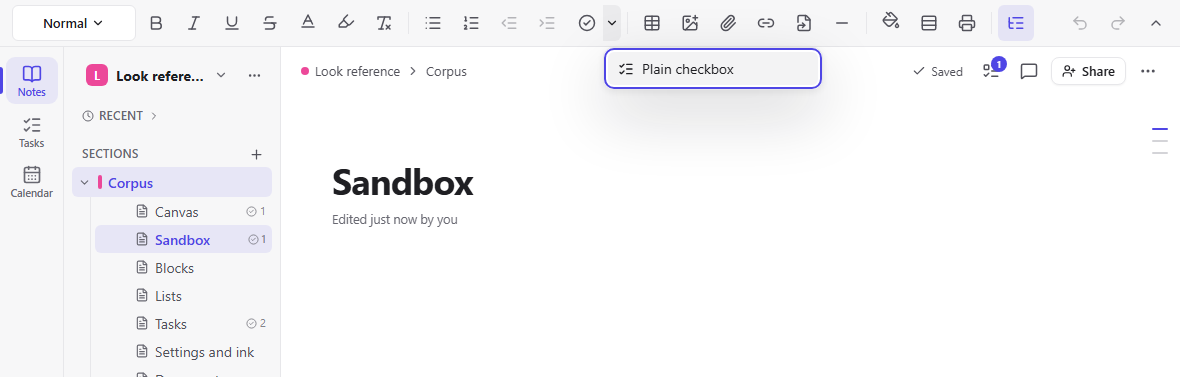 Normal
Plain checkbox
Notes
Tasks
Calendar
L Look refere...
RECENT
SECTIONS
Corpus
Canvas 1
Sandbox 1
Blocks
Lists
Tasks 2
Settings and ink
Look reference > Corpus
Saved
1
Share
Sandbox
Edited just now by you